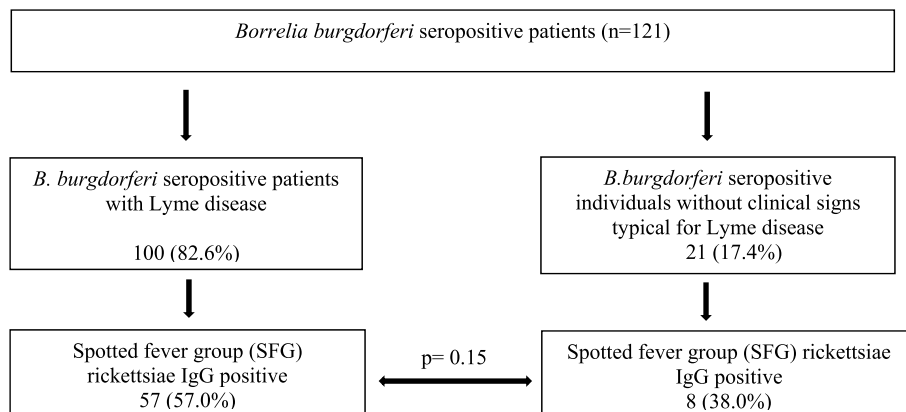 Borrelia burgdorferi seropositive patients (n=121)
B. burgdorferi seropositive patients
with Lyme disease
100 (82.6%)
B.burgdorferi seropositive
individuals without clinical signs
typical for Lyme disease
21 (17.4%)
Spotted fever group (SFG)
rickettsiae IgG positive
57 (57.0%)
p= 0.15
Spotted fever group (SFG) rickettsiae
IgG positive
8 (38.0%)